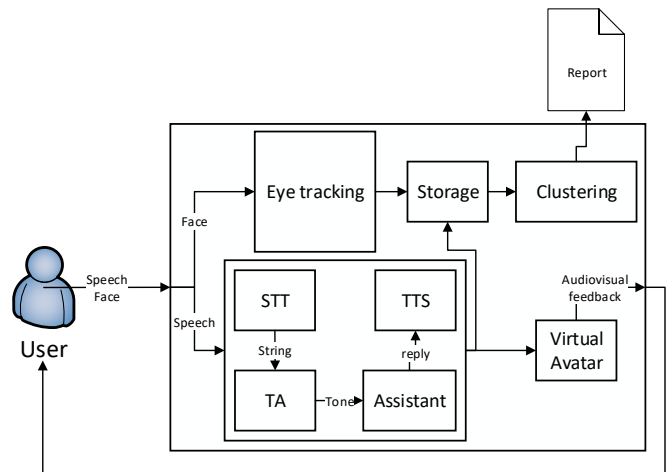 Report
Eye tracking
Storage
Clustering
Face
Speech
Face
User
Speech
STT
TTS
String
reply
TA
Tone
Assistant
Audiovisual
feedback
Virtual
Avatar